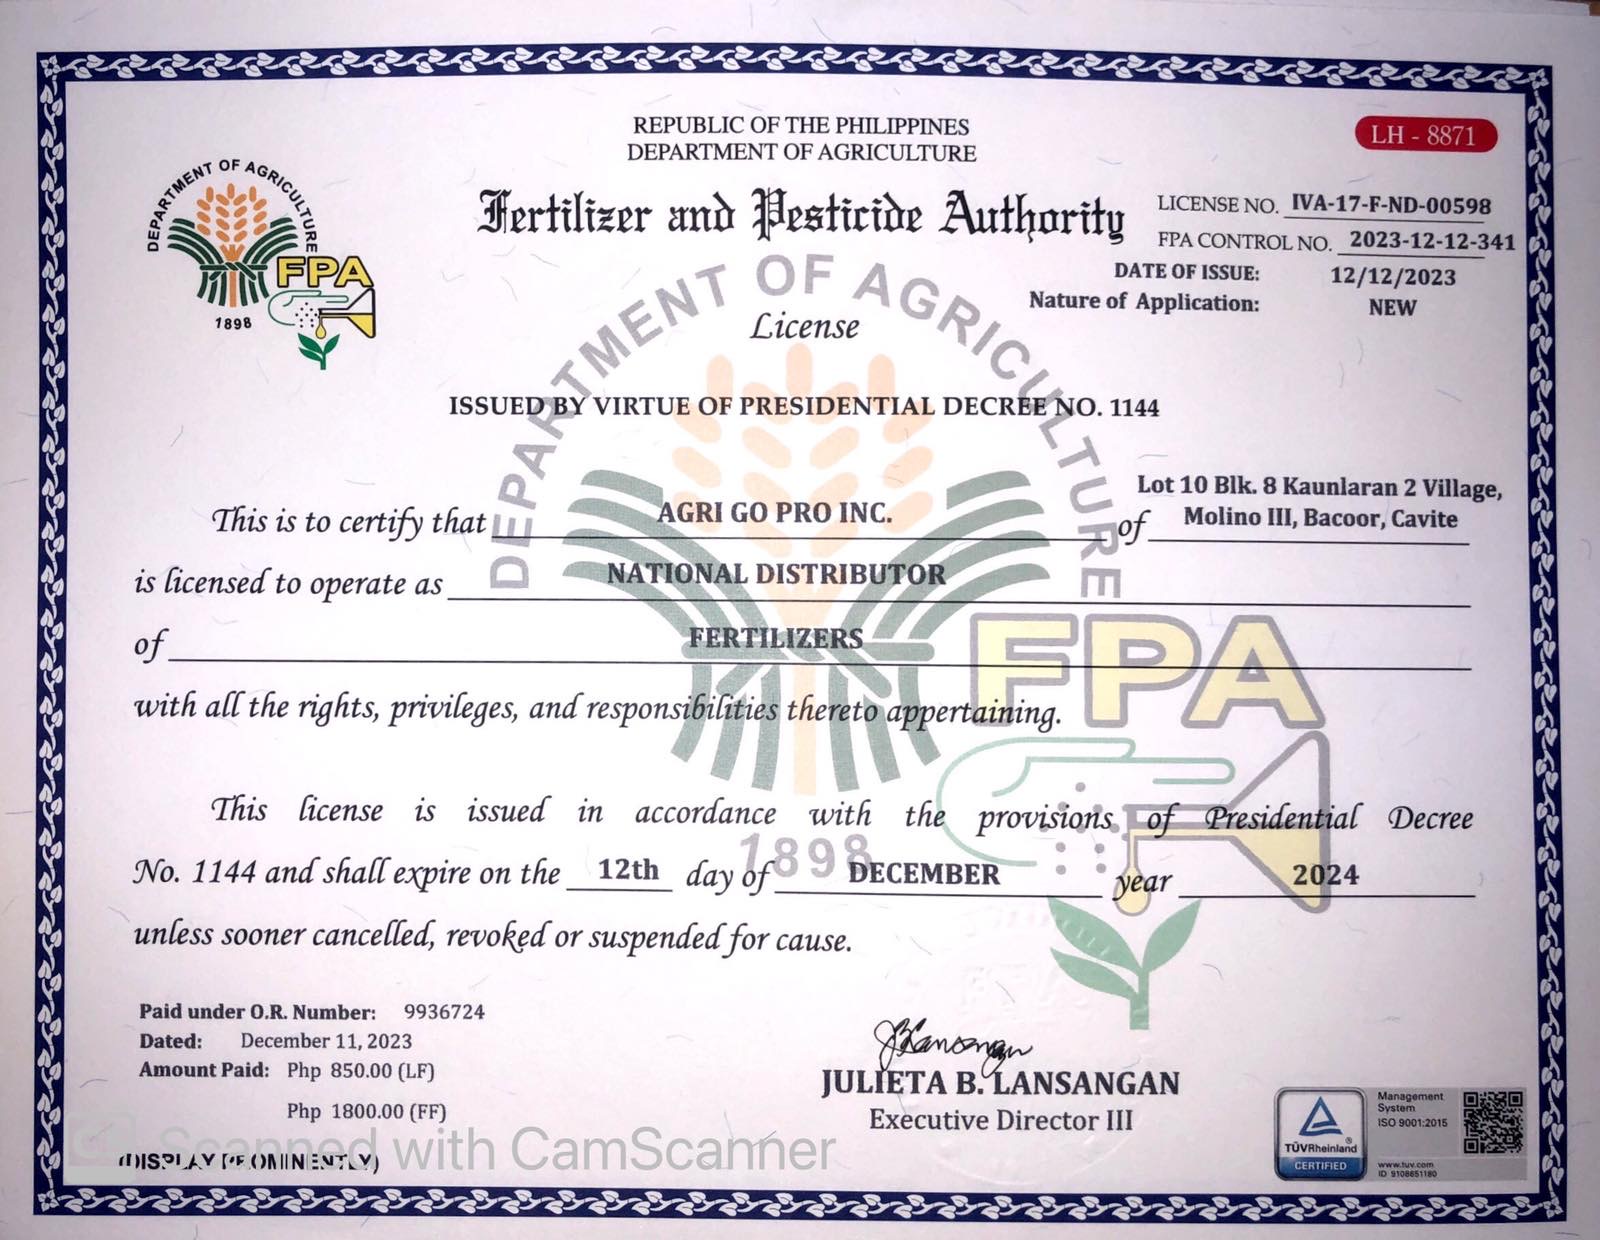 REPUBLIC OF THE PHILIPPINES
DEPARTMENT OF AGRICULTURE
LH - 8871
DEPARTMENT OF AGRICULTURE
FPA
1898
Fertilizer and Pesticide Authority
License
LICENSE NO. IVA-17-F-ND-00598
FPA CONTROL NO. 2023-12-12-341
DATE OF ISSUE: 12/12/2023
Nature of Application: NEW
DEPARTMENT OF AGRICULTURE
FPA
1898
ISSUED BY VIRTUE OF PRESIDENTIAL DECREE NO. 1144
Lot 10 Blk. 8 Kaunlaran 2 Village,
This is to certify that AGRI GO PRO INC. of Molino III, Bacoor, Cavite
is licensed to operate as NATIONAL DISTRIBUTOR
of FERTILIZERS
with all the rights, privileges, and responsibilities thereto appertaining.
This license is issued in accordance with the provisions of Presidential Decree
No. 1144 and shall expire on the 12th day of DECEMBER year 2024
unless sooner cancelled, revoked or suspended for cause.
Paid under O.R. Number: 9936724
Dated: December 11, 2023
Amount Paid: Php 850.00 (LF)
Php 1800.00 (FF)
(DISPLAY PROMINENTLY)
Scanned with CamScanner
JBLansangan
JULIETA B. LANSANGAN
Executive Director III
TÜVRheinland®
CERTIFIED
Management
System
ISO 9001:2015
www.tuv.com
ID 9108651180